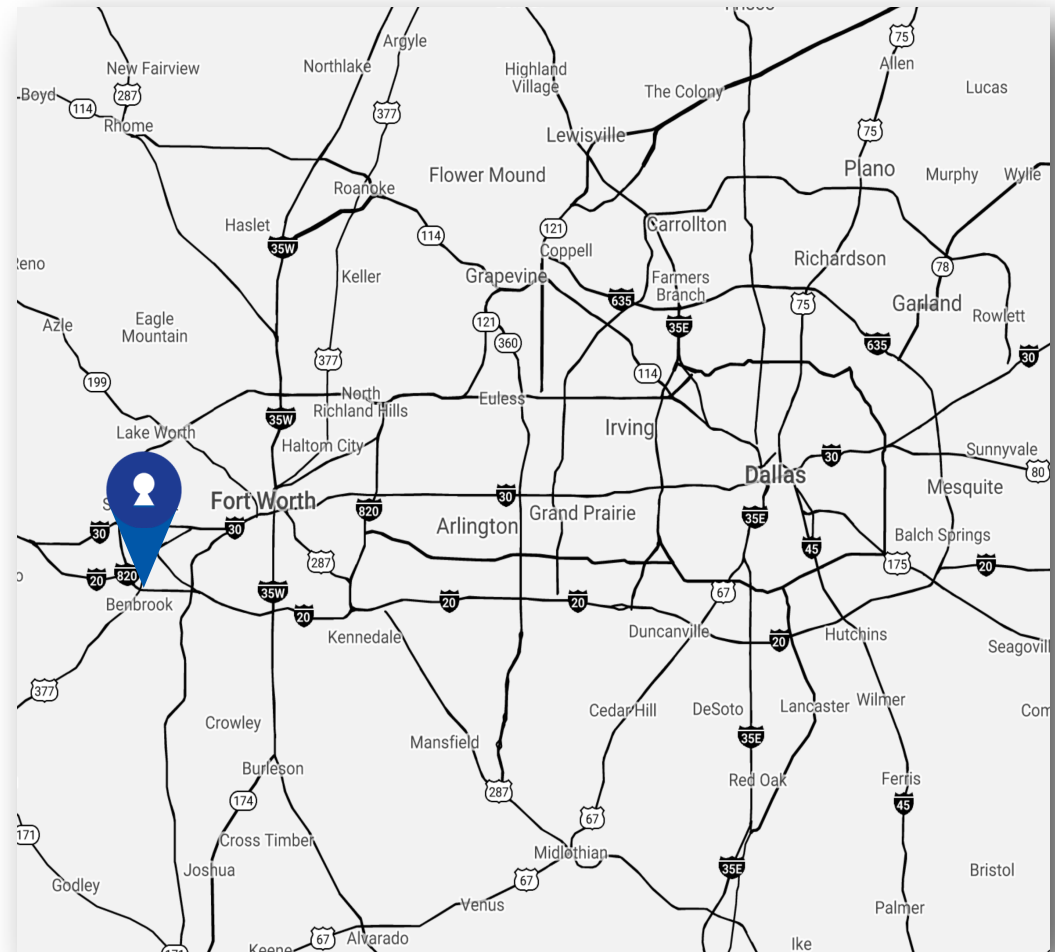 Argyle
75
New Fairview
Northlake
Highland
Village
Allen
Boyd
287
The Colony
Lucas
114
377
Rhome
75
Lewisville
Plano
Flower Mound
Murphy
Wylie
Roanoke
Haslet
121
Carrollton
35W
114
Coppell
Richardson
78
Keller
Grapevine
Farmers
Branch
635
75
Garland
Rowlett
Azle
Eagle
Mountain
121
35E
360
635
30
377
199
114
North
Richland Hills
Euless
35W
Irving
Lake Worth
Haltom City
30
Sunnyvale
80
Dallas
Mesquite
Fort Worth
30
820
Grand Prairie
Arlington
35E
30
30
45
Balch Springs
287
175
20
20
820
35W
67
Benbrook
20
20
20
Kennedale
Duncanville
20
Hutchins
377
Cedar Hill
DeSoto
Lancaster
Wilmer
Crowley
Mansfield
35E
Burleson
Red Oak
Ferris
174
287
45
67
171
Cross Timber
Midlothian
Joshua
35E
Bristol
Godley
67
Venus
Palmer
67
Alvarado
Keene
Ike
171